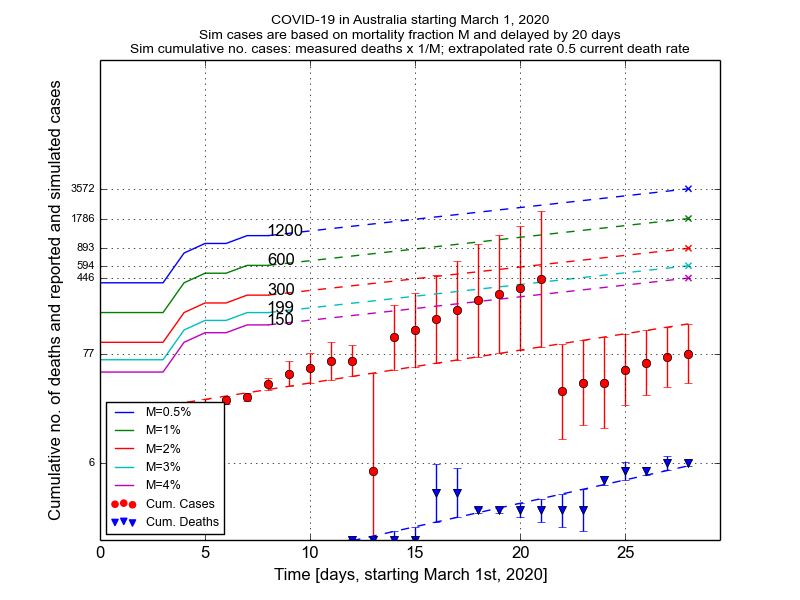 COVID-19 in Australia starting March 1, 2020
Sim cases are based on mortality fraction M and delayed by 20 days
Sim cumulative no. cases: measured deaths x 1/M; extrapolated rate 0.5 current death rate
Cumulative no. of deaths and reported and simulated cases
3572
1786
893
594
446
77
6
1200
600
300
199
150
M=0.5%
M=1%
M=2%
M=3%
M=4%
Cum. Cases
Cum. Deaths
0 5 10 15 20 25
Time [days, starting March 1st, 2020]